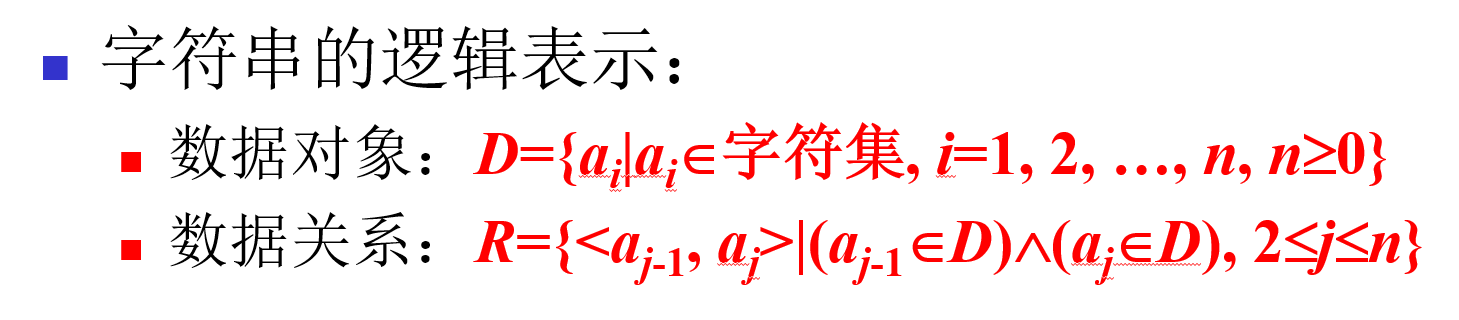 字符串的逻辑表示：
数据对象：D={aᵢ|aᵢ∈字符集, i=1, 2, …, n, n≥0}
数据关系：R={<aⱼ₋₁, aⱼ>|(aⱼ₋₁∈D)∧(aⱼ∈D), 2≤j≤n}